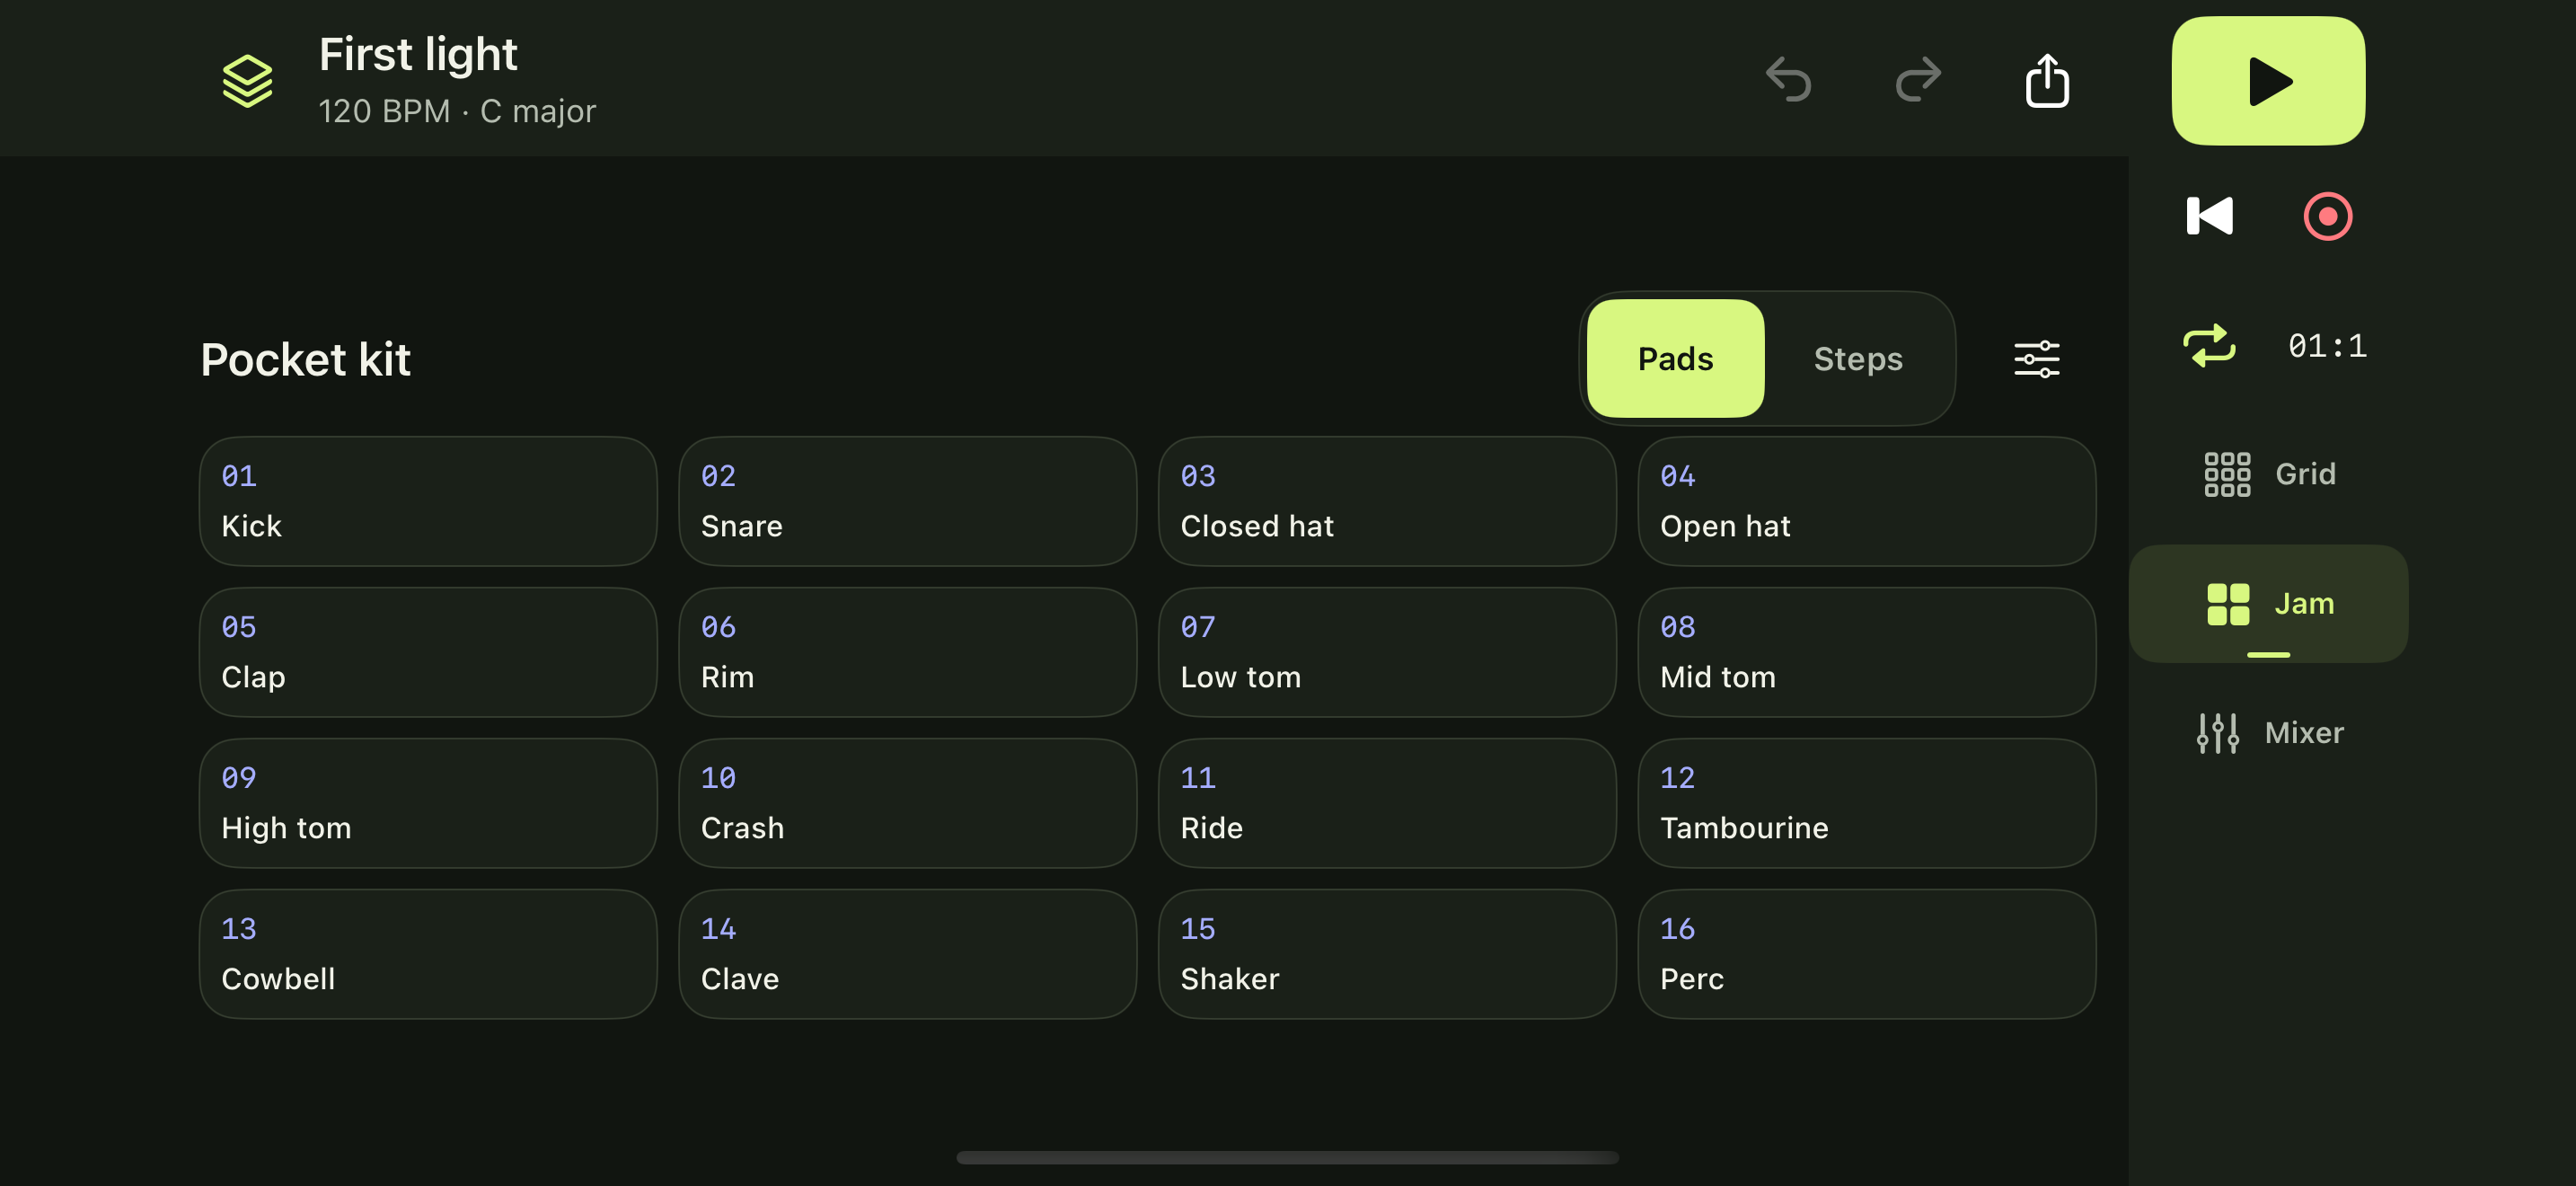 First light
120 BPM · C major
Pocket kit
Pads
Steps
01
Kick
02
Snare
03
Closed hat
04
Open hat
05
Clap
06
Rim
07
Low tom
08
Mid tom
09
High tom
10
Crash
11
Ride
12
Tambourine
13
Cowbell
14
Clave
15
Shaker
16
Perc
01:1
Grid
Jam
Mixer